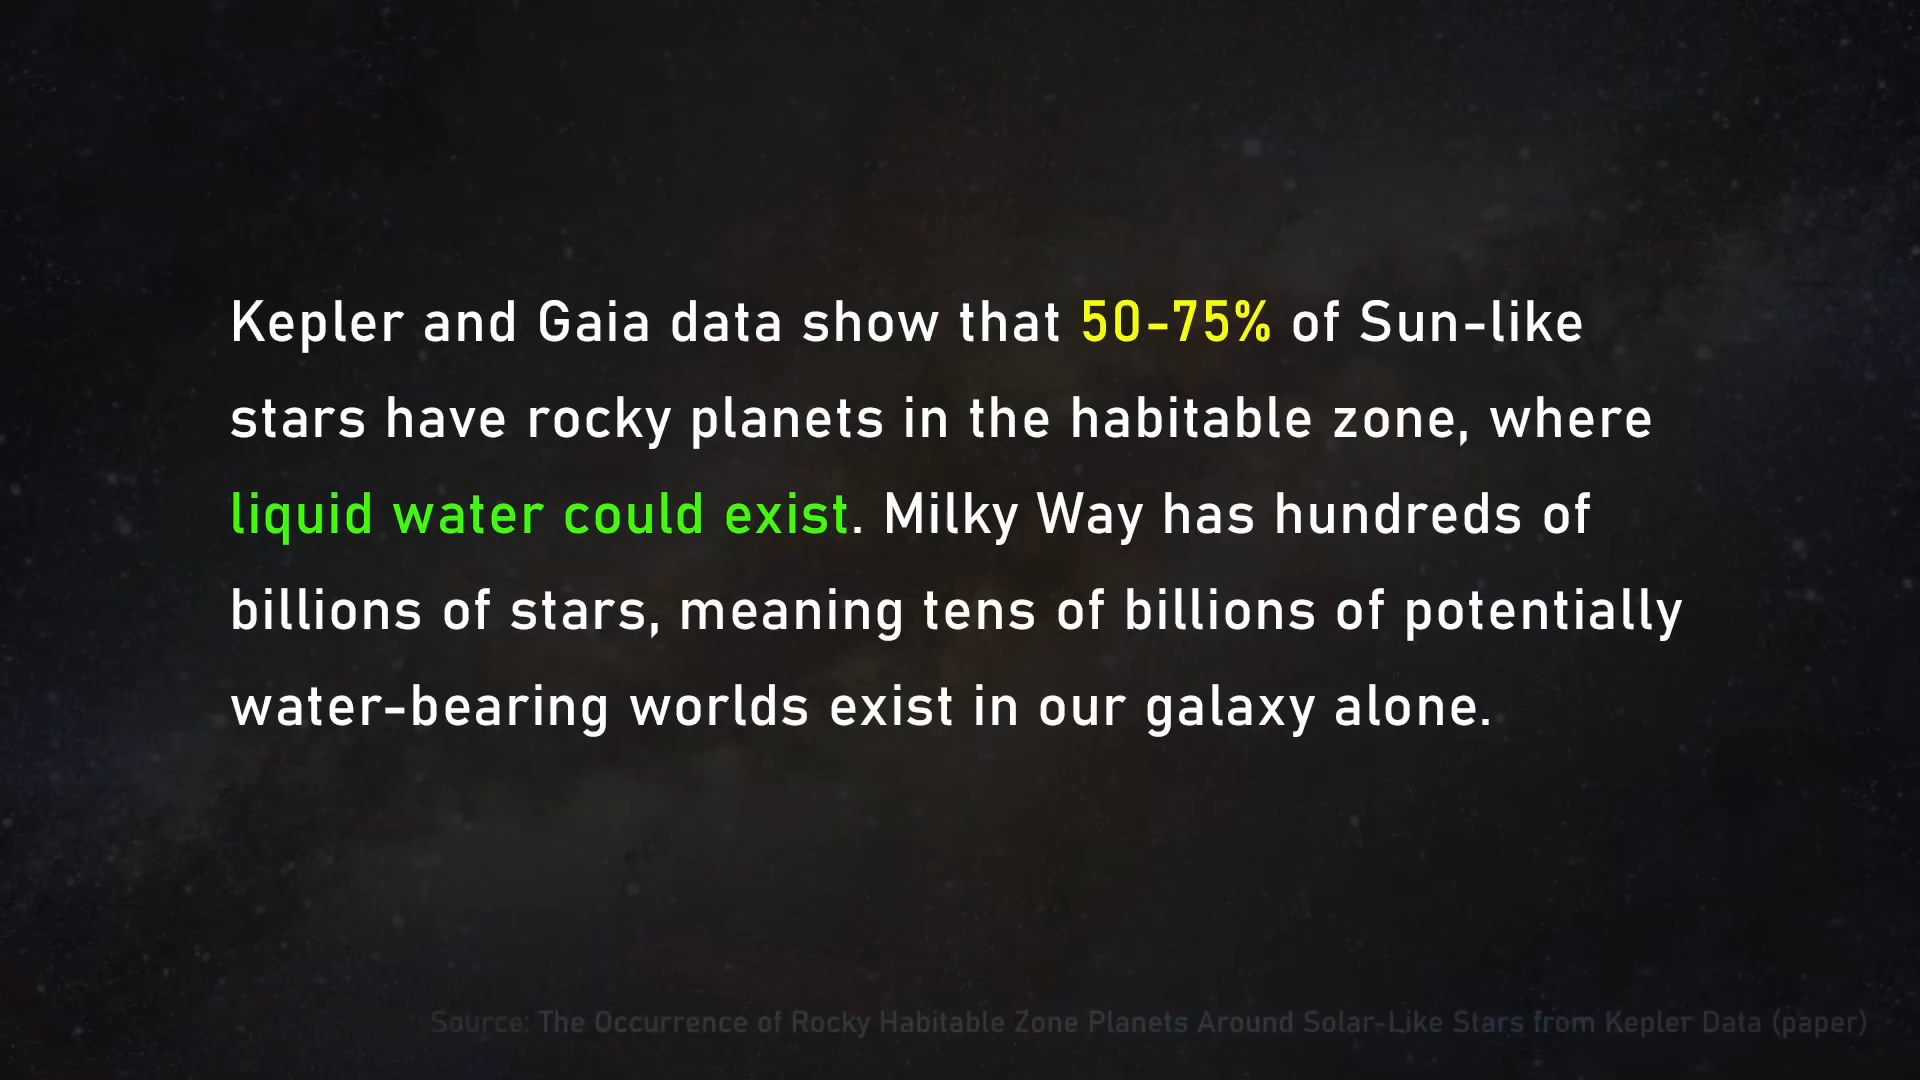 Kepler and Gaia data show that 50-75% of Sun-like
stars have rocky planets in the habitable zone, where
liquid water could exist. Milky Way has hundreds of
billions of stars, meaning tens of billions of potentially
water-bearing worlds exist in our galaxy alone.
Source: The Occurrence of Rocky Habitable Zone Planets Around Solar-Like Stars from Kepler Data (paper)